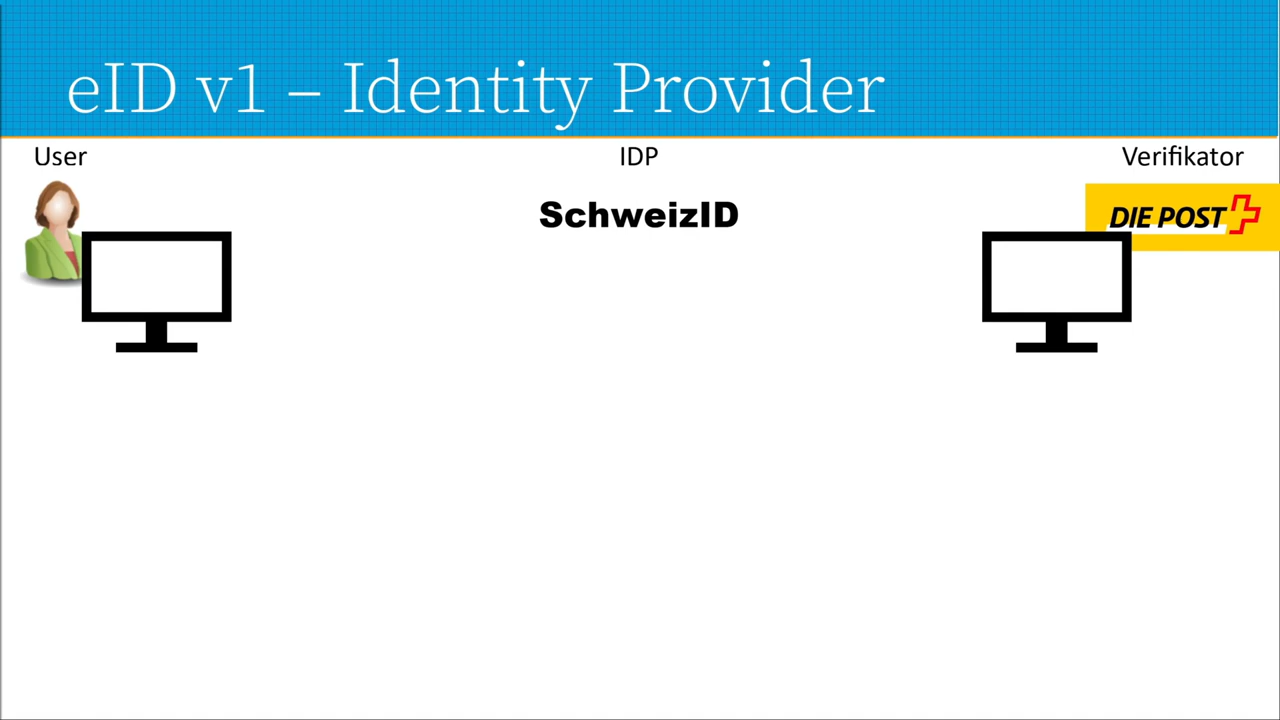 eID v1 – Identity Provider
User
IDP
Verifikator
SchweizID
DIE POST